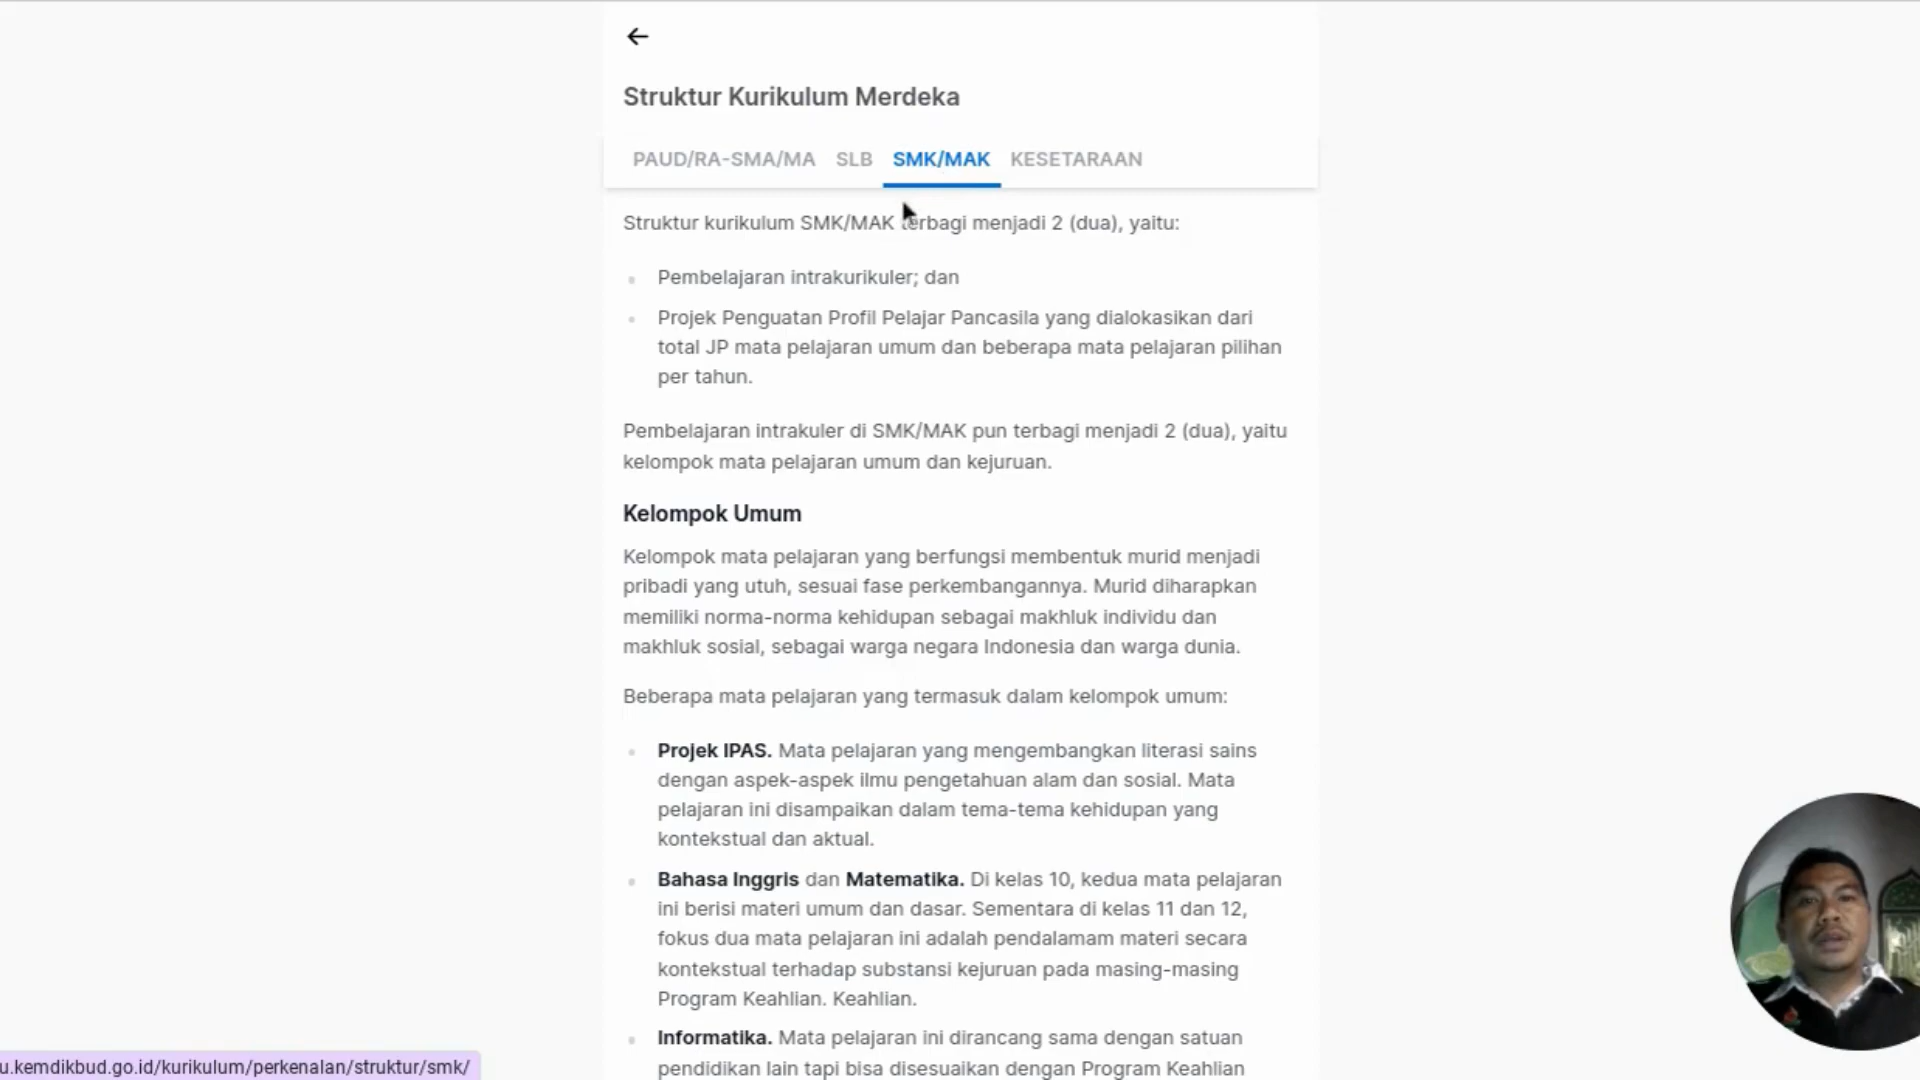 Struktur Kurikulum Merdeka
PAUD/RA-SMA/MA SLB SMK/MAK KESETARAAN
Struktur kurikulum SMK/MAK terbagi menjadi 2 (dua), yaitu:
Pembelajaran intrakurikuler; dan
Projek Penguatan Profil Pelajar Pancasila yang dialokasikan dari
total JP mata pelajaran umum dan beberapa mata pelajaran pilihan
per tahun.
Pembelajaran intrakuler di SMK/MAK pun terbagi menjadi 2 (dua), yaitu
kelompok mata pelajaran umum dan kejuruan.
Kelompok Umum
Kelompok mata pelajaran yang berfungsi membentuk murid menjadi
pribadi yang utuh, sesuai fase perkembangannya. Murid diharapkan
memiliki norma-norma kehidupan sebagai makhluk individu dan
makhluk sosial, sebagai warga negara Indonesia dan warga dunia.
Beberapa mata pelajaran yang termasuk dalam kelompok umum:
Projek IPAS. Mata pelajaran yang mengembangkan literasi sains
dengan aspek-aspek ilmu pengetahuan alam dan sosial. Mata
pelajaran ini disampaikan dalam tema-tema kehidupan yang
kontekstual dan aktual.
Bahasa Inggris dan Matematika. Di kelas 10, kedua mata pelajaran
ini berisi materi umum dan dasar. Sementara di kelas 11 dan 12,
fokus dua mata pelajaran ini adalah pendalamam materi secara
kontekstual terhadap substansi kejuruan pada masing-masing
Program Keahlian. Keahlian.
Informatika. Mata pelajaran ini dirancang sama dengan satuan
pendidikan lain tapi bisa disesuaikan dengan Program Keahlian
u.kemdikbud.go.id/kurikulum/perkenalan/struktur/smk/